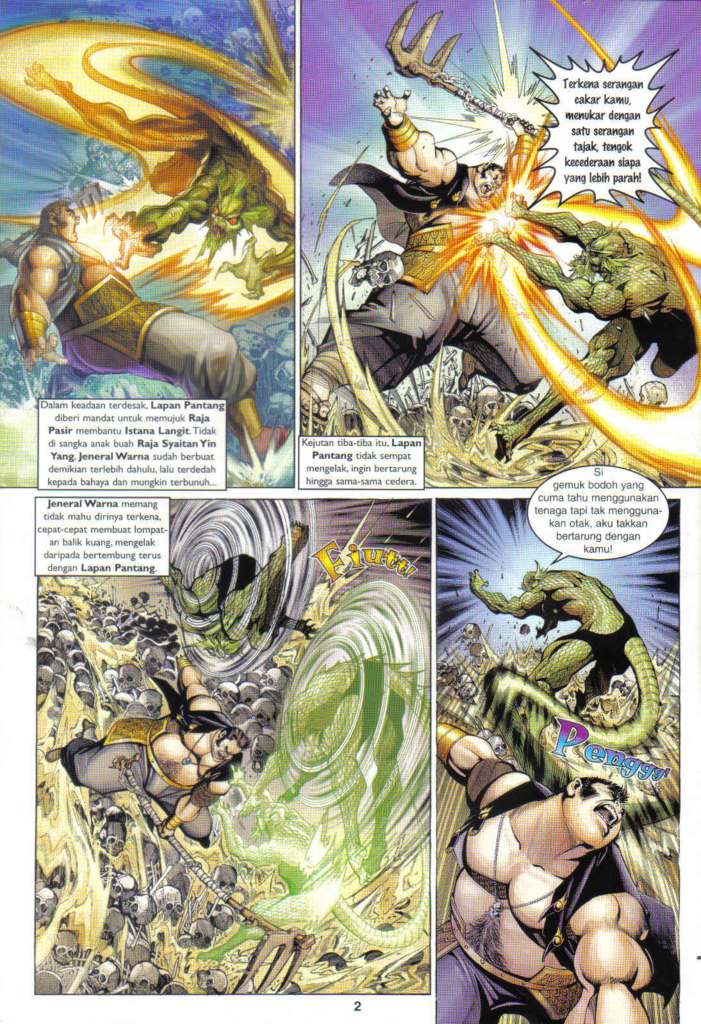 Dalam keadaan terdesak, Lapan Pantang
diberi mandat untuk memujuk Raja
Pasir membantu Istana Langit. Tidak
di sangka anak buah Raja Syaitan Yin
Yang, Jeneral Warna sudah berbuat
demikian terlebih dahulu, lalu terdedah
kepada bahaya dan mungkin terbunuh...
Terkena serangan
cakar kamu,
menukar dengan
satu serangan
tajak, tengok
kecederaan siapa
yang lebih parah!
Kejutan tiba-tiba itu, Lapan
Pantang tidak sempat
mengelak, ingin bertarung
hingga sama-sama cedera.
Jeneral Warna memang
tidak mahu dirinya terkena,
cepat-cepat membuat lompat-
an balik kuang, mengelak
daripada bertembung terus
dengan Lapan Pantang.
Fiutt!
Si
gemuk bodoh yang
cuma tahu menggunakan
tenaga tapi tak mengguna-
kan otak, aku takkan
bertarung dengan
kamu!
Penggg!
2